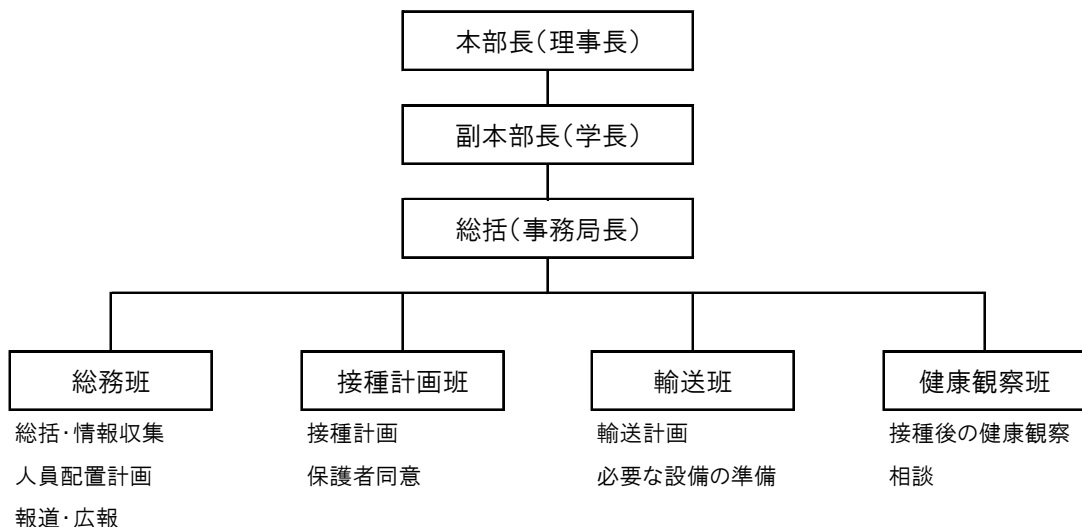 本部長(理事長)
副本部長(学長)
総括(事務局長)
総務班
接種計画班
輸送班
健康観察班
総括・情報収集
接種計画
輸送計画
接種後の健康観察
人員配置計画
保護者同意
必要な設備の準備
相談
報道・広報